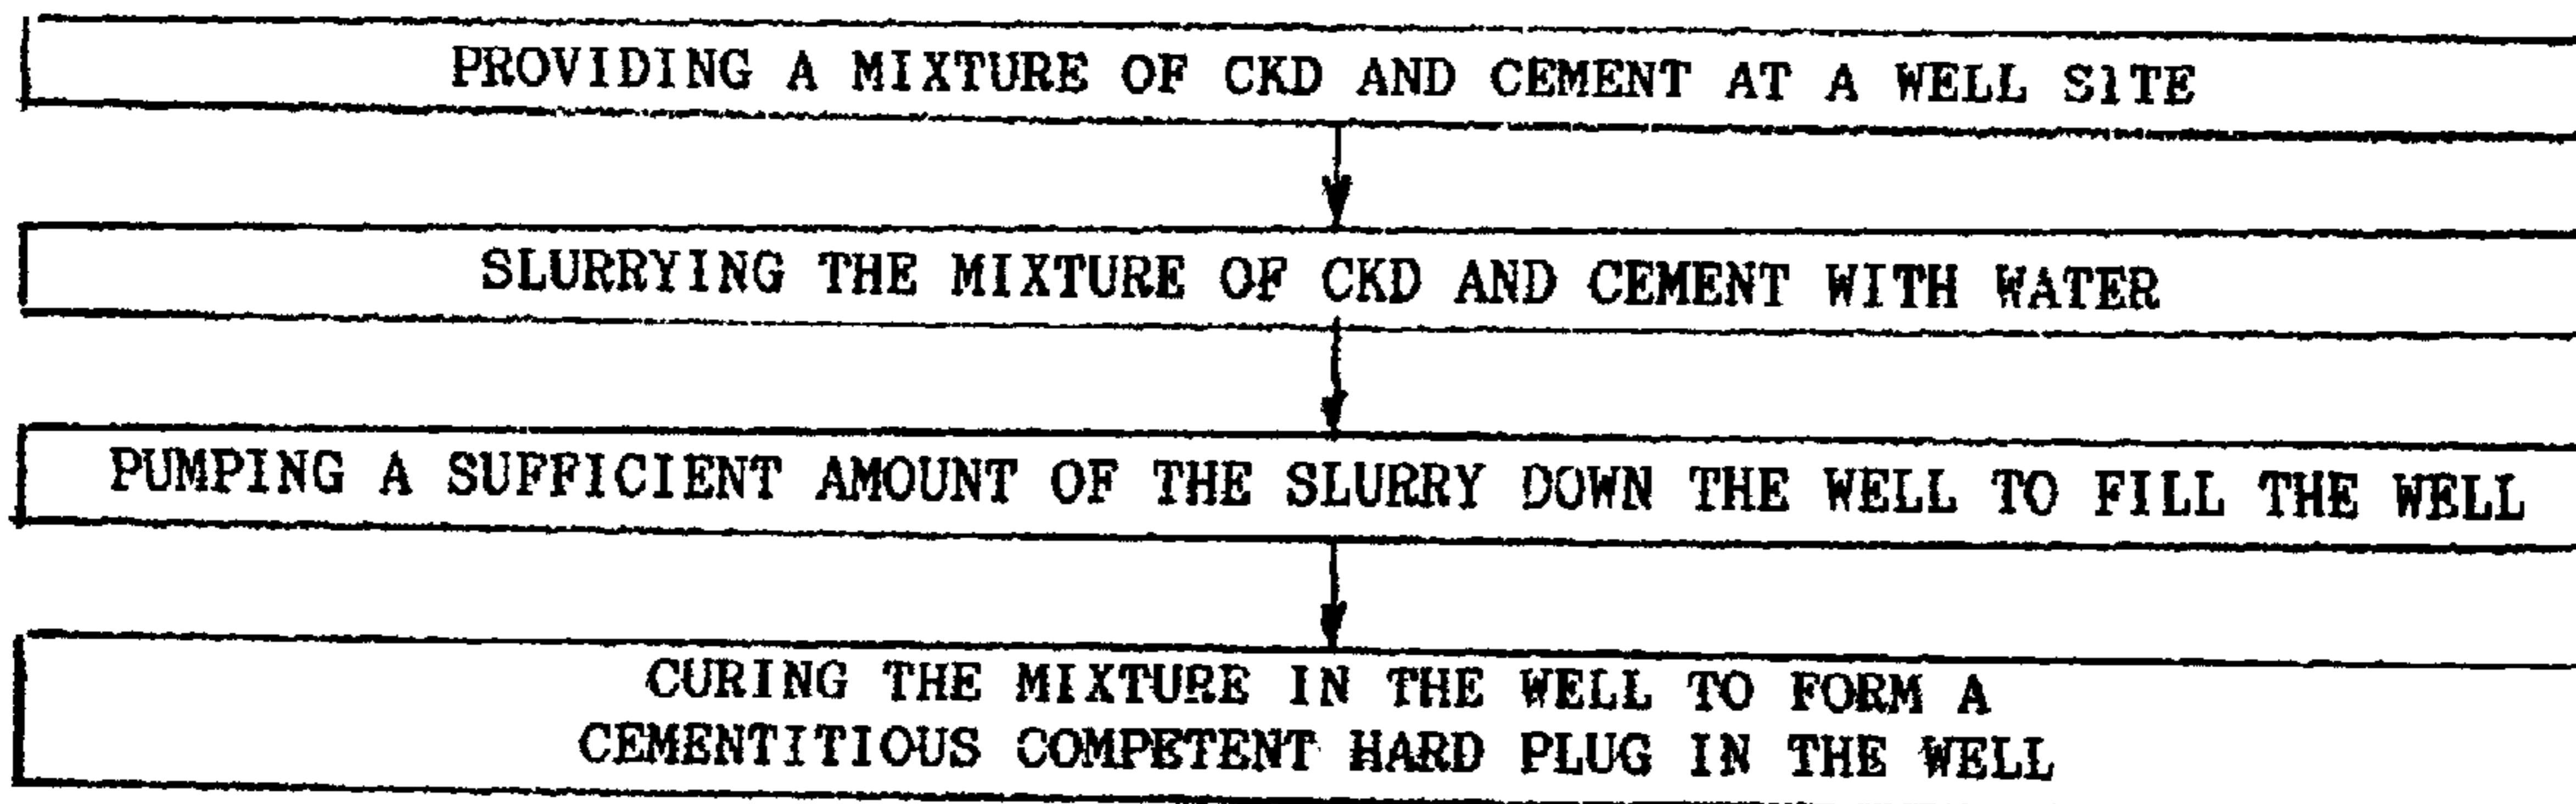 PROVIDING A MIXTURE OF CKD AND CEMENT AT A WELL SITE
SLURRYING THE MIXTURE OF CKD AND CEMENT WITH WATER
PUMPING A SUFFICIENT AMOUNT OF THE SLURRY DOWN THE WELL TO FILL THE WELL
CURING THE MIXTURE IN THE WELL TO FORM A
CEMENTITIOUS COMPETENT HARD PLUG IN THE WELL